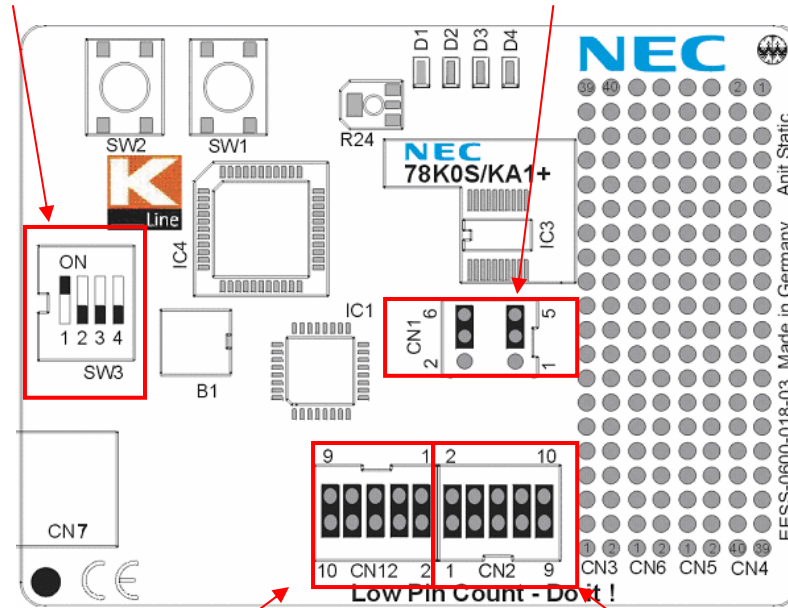 D1 D2 D3 D4
NEC
39 40 2 1
SW2 SW1
R24
NEC
78K0S/KA1+
K
Line
IC4
IC3
Anit Static
ON
1 2 3 4
SW3
B1
IC1
CN1
6 5
2 1
EESS-0600-018-03 Made in Germany
9 1 2 10
CN7
10 CN12 2 1 CN2 9
1 2 1 2 1 2 40 39
CN3 CN6 CN5 CN4
CE
Low Pin Count - Do it !